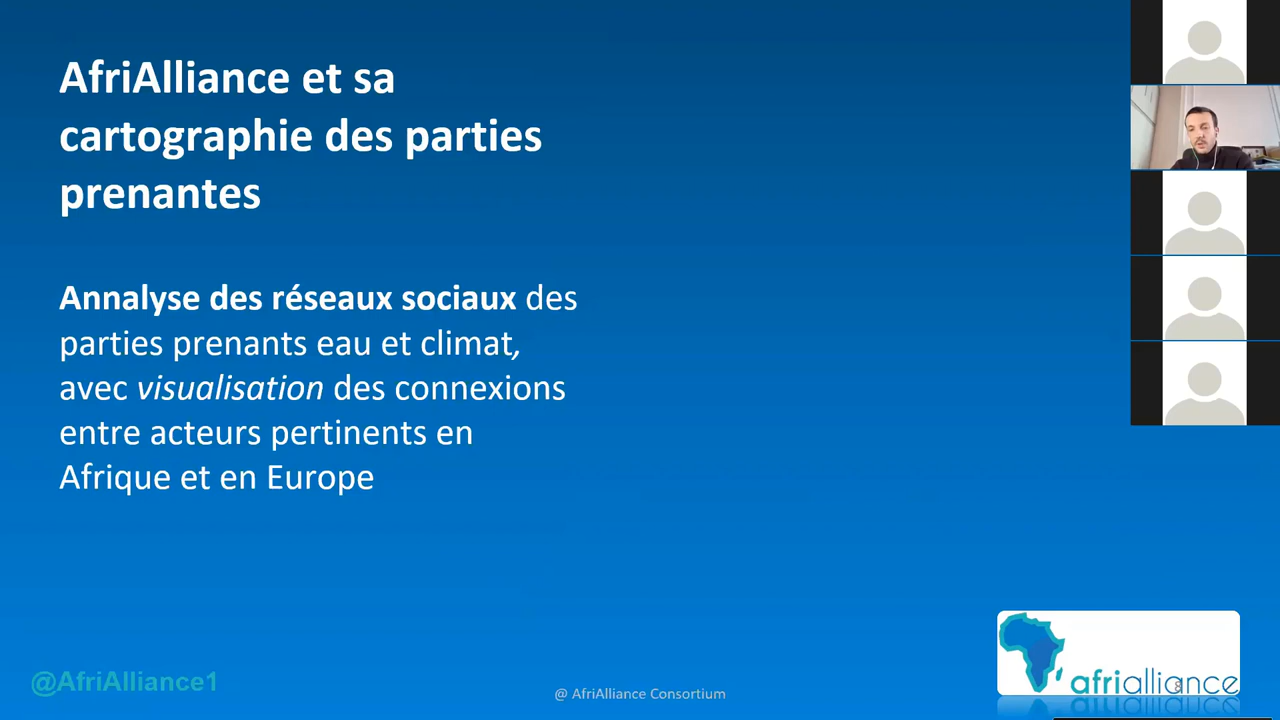 AfriAlliance et sa
cartographie des parties
prenantes
Annalyse des réseaux sociaux des
parties prenants eau et climat,
avec visualisation des connexions
entre acteurs pertinents en
Afrique et en Europe
@AfriAlliance1
@ AfriAlliance Consortium
afrialliance